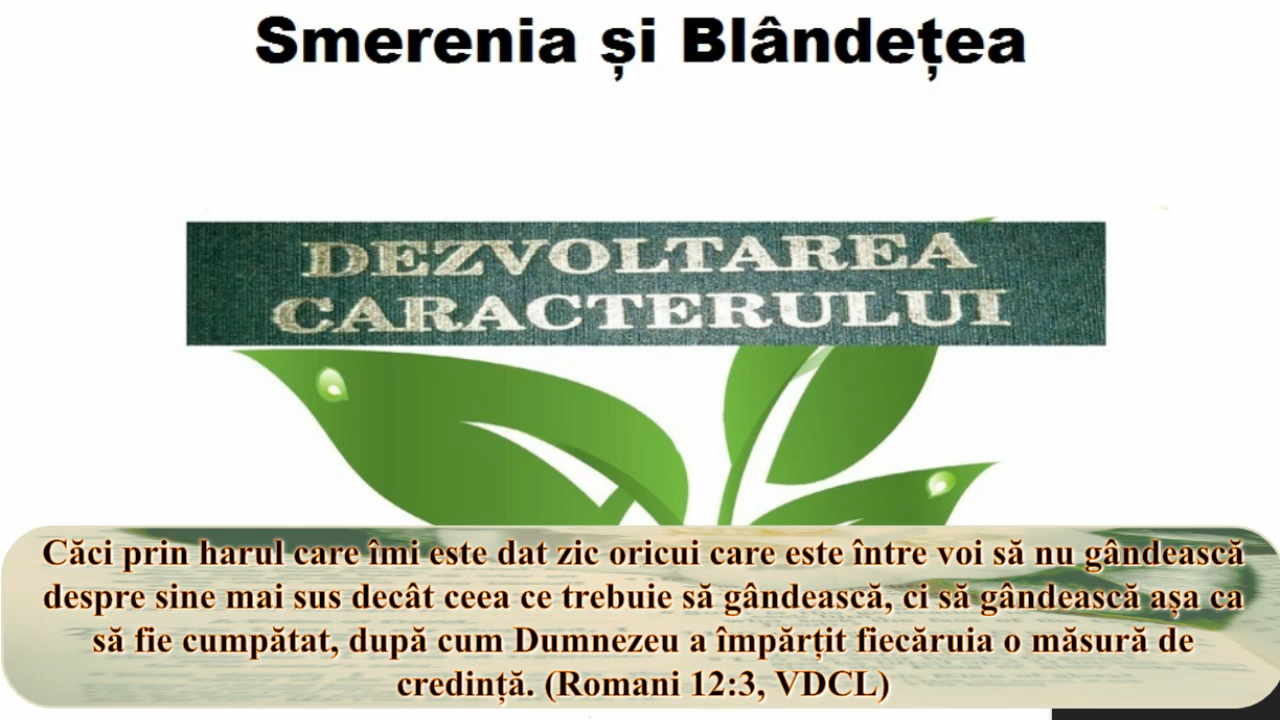 Smerenia și Blândețea
DEZVOLTAREA
CARACTERULUI
Căci prin harul care îmi este dat zic oricui care este între voi să nu gândească
despre sine mai sus decât ceea ce trebuie să gândească, ci să gândească așa ca
să fie cumpătat, după cum Dumnezeu a împărțit fiecăruia o măsură de
credință. (Romani 12:3, VDCL)